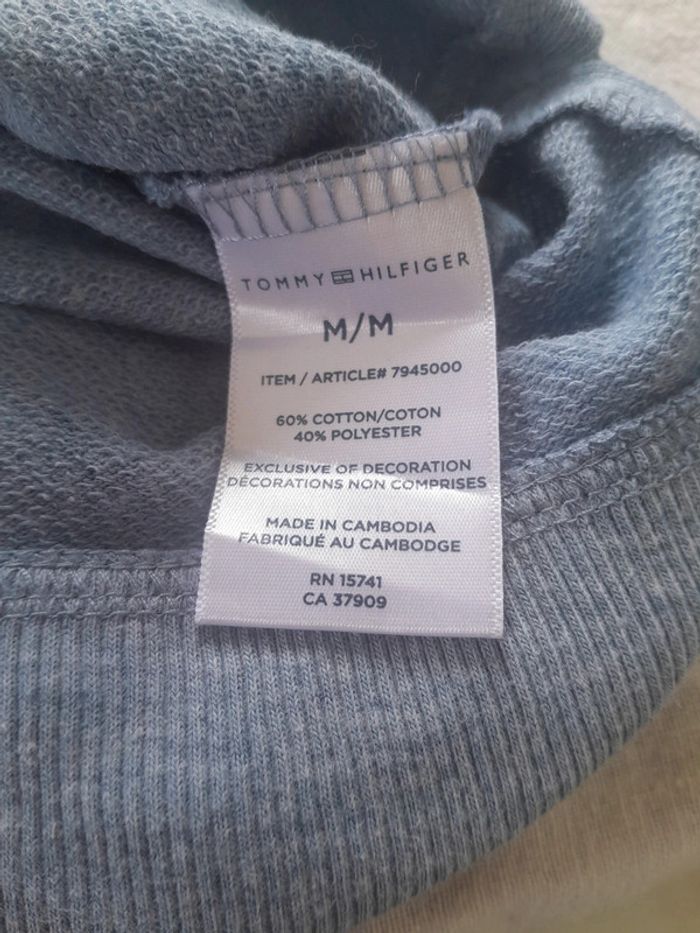 TOMMY HILFIGER
M/M
ITEM / ARTICLE# 7945000
60% COTTON/COTON
40% POLYESTER
EXCLUSIVE OF DECORATION
DÉCORATIONS NON COMPRISES
MADE IN CAMBODIA
FABRIQUÉ AU CAMBODGE
RN 15741
CA 37909